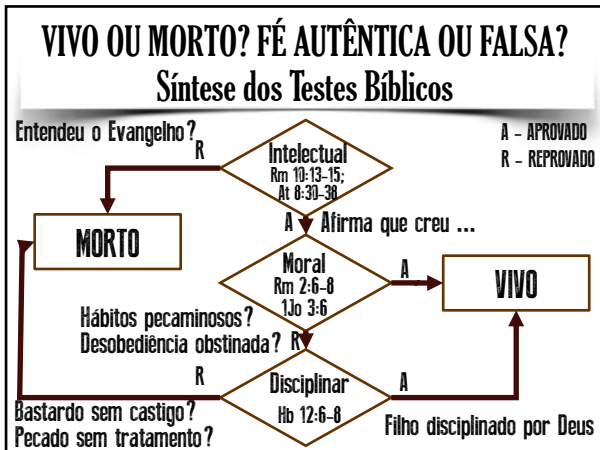 VIVO OU MORTO? FÉ AUTÊNTICA OU FALSA?
Síntese dos Testes Bíblicos
Entendeu o Evangelho?
A - APROVADO
R - REPROVADO
R
Intelectual
Rm 10:13-15;
At 8:30-38
A
Afirma que creu ...
MORTO
Moral
Rm 2:6-8
1Jo 3:6
A
VIVO
Hábitos pecaminosos?
Desobediência obstinada?
R
R
Disciplinar
Hb 12:6-8
A
Bastardo sem castigo?
Pecado sem tratamento?
Filho disciplinado por Deus